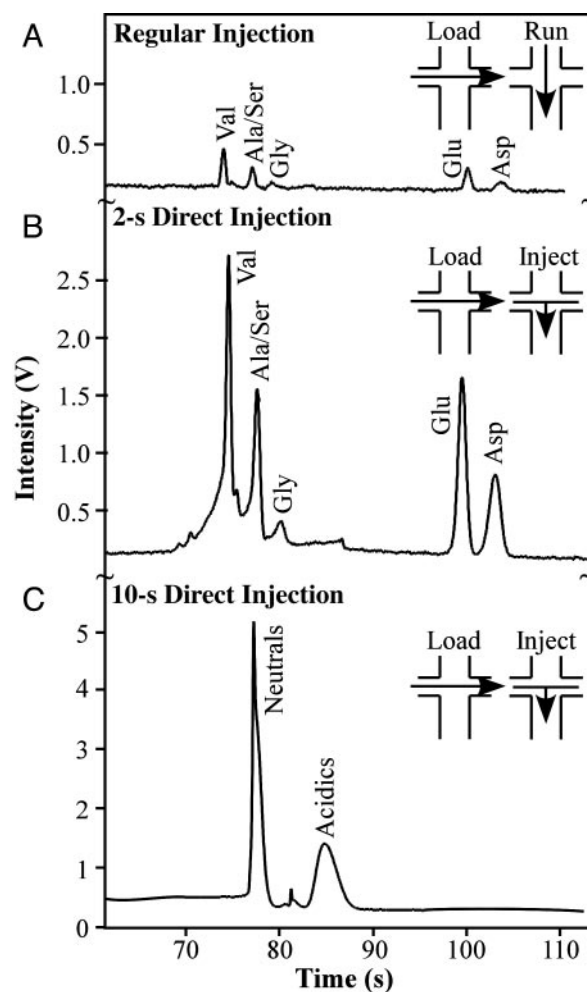 A
Regular Injection
Load
Run
1.0
0.5
Val
Ala/Ser
Gly
Glu
Asp
B
2-s Direct Injection
Load
Inject
2.5
2.0
1.5
1.0
0.5
Val
Ala/Ser
Gly
Glu
Asp
Intensity (V)
C
10-s Direct Injection
Load
Inject
5
4
3
2
1
0
Neutrals
Acidics
70
80
90
100
110
Time (s)